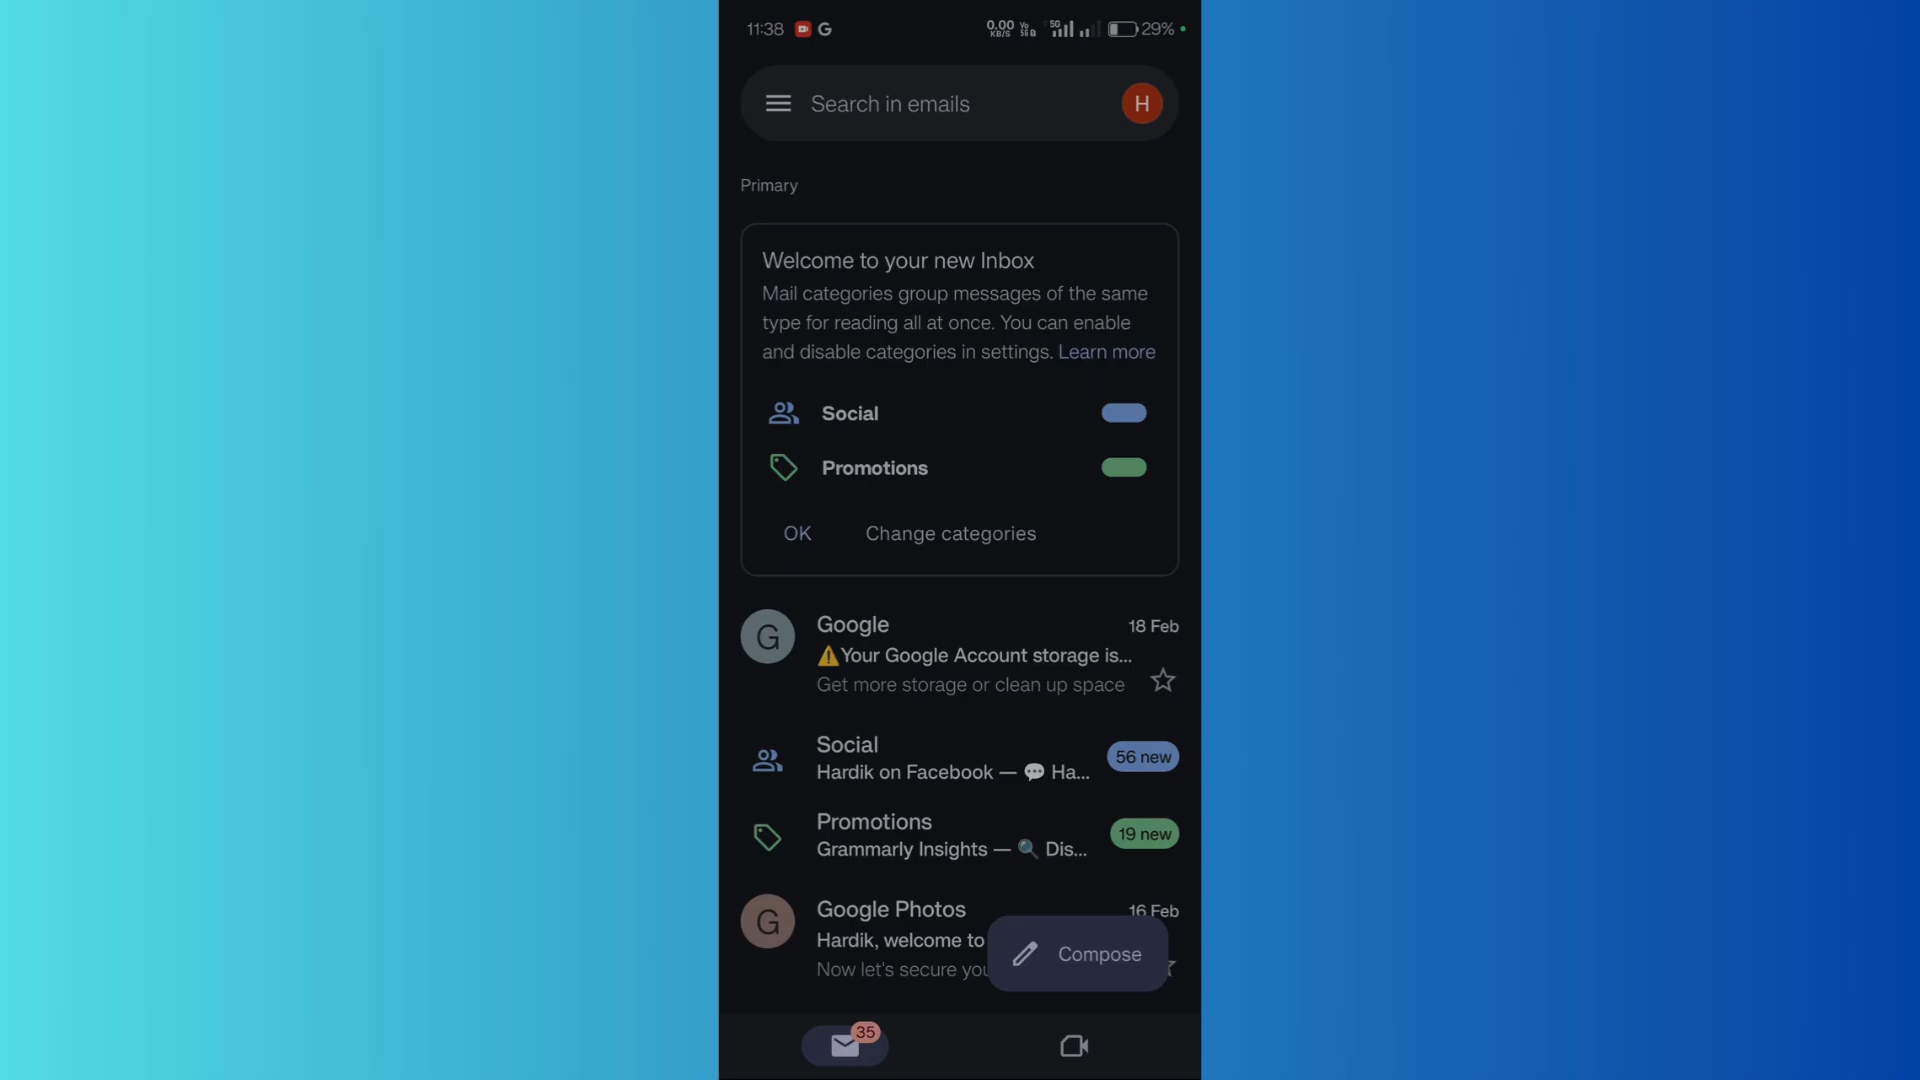 11:38 G 0.00 KB/S 5G 29%
Search in emails H
Primary
Welcome to your new Inbox
Mail categories group messages of the same
type for reading all at once. You can enable
and disable categories in settings. Learn more
Social
Promotions
OK Change categories
G Google 18 Feb
⚠️Your Google Account storage is...
Get more storage or clean up space
Social 56 new
Hardik on Facebook — 💬 Ha...
Promotions 19 new
Grammarly Insights — 🔍 Dis...
G Google Photos 16 Feb
Hardik, welcome to
Now let's secure you
Compose
35